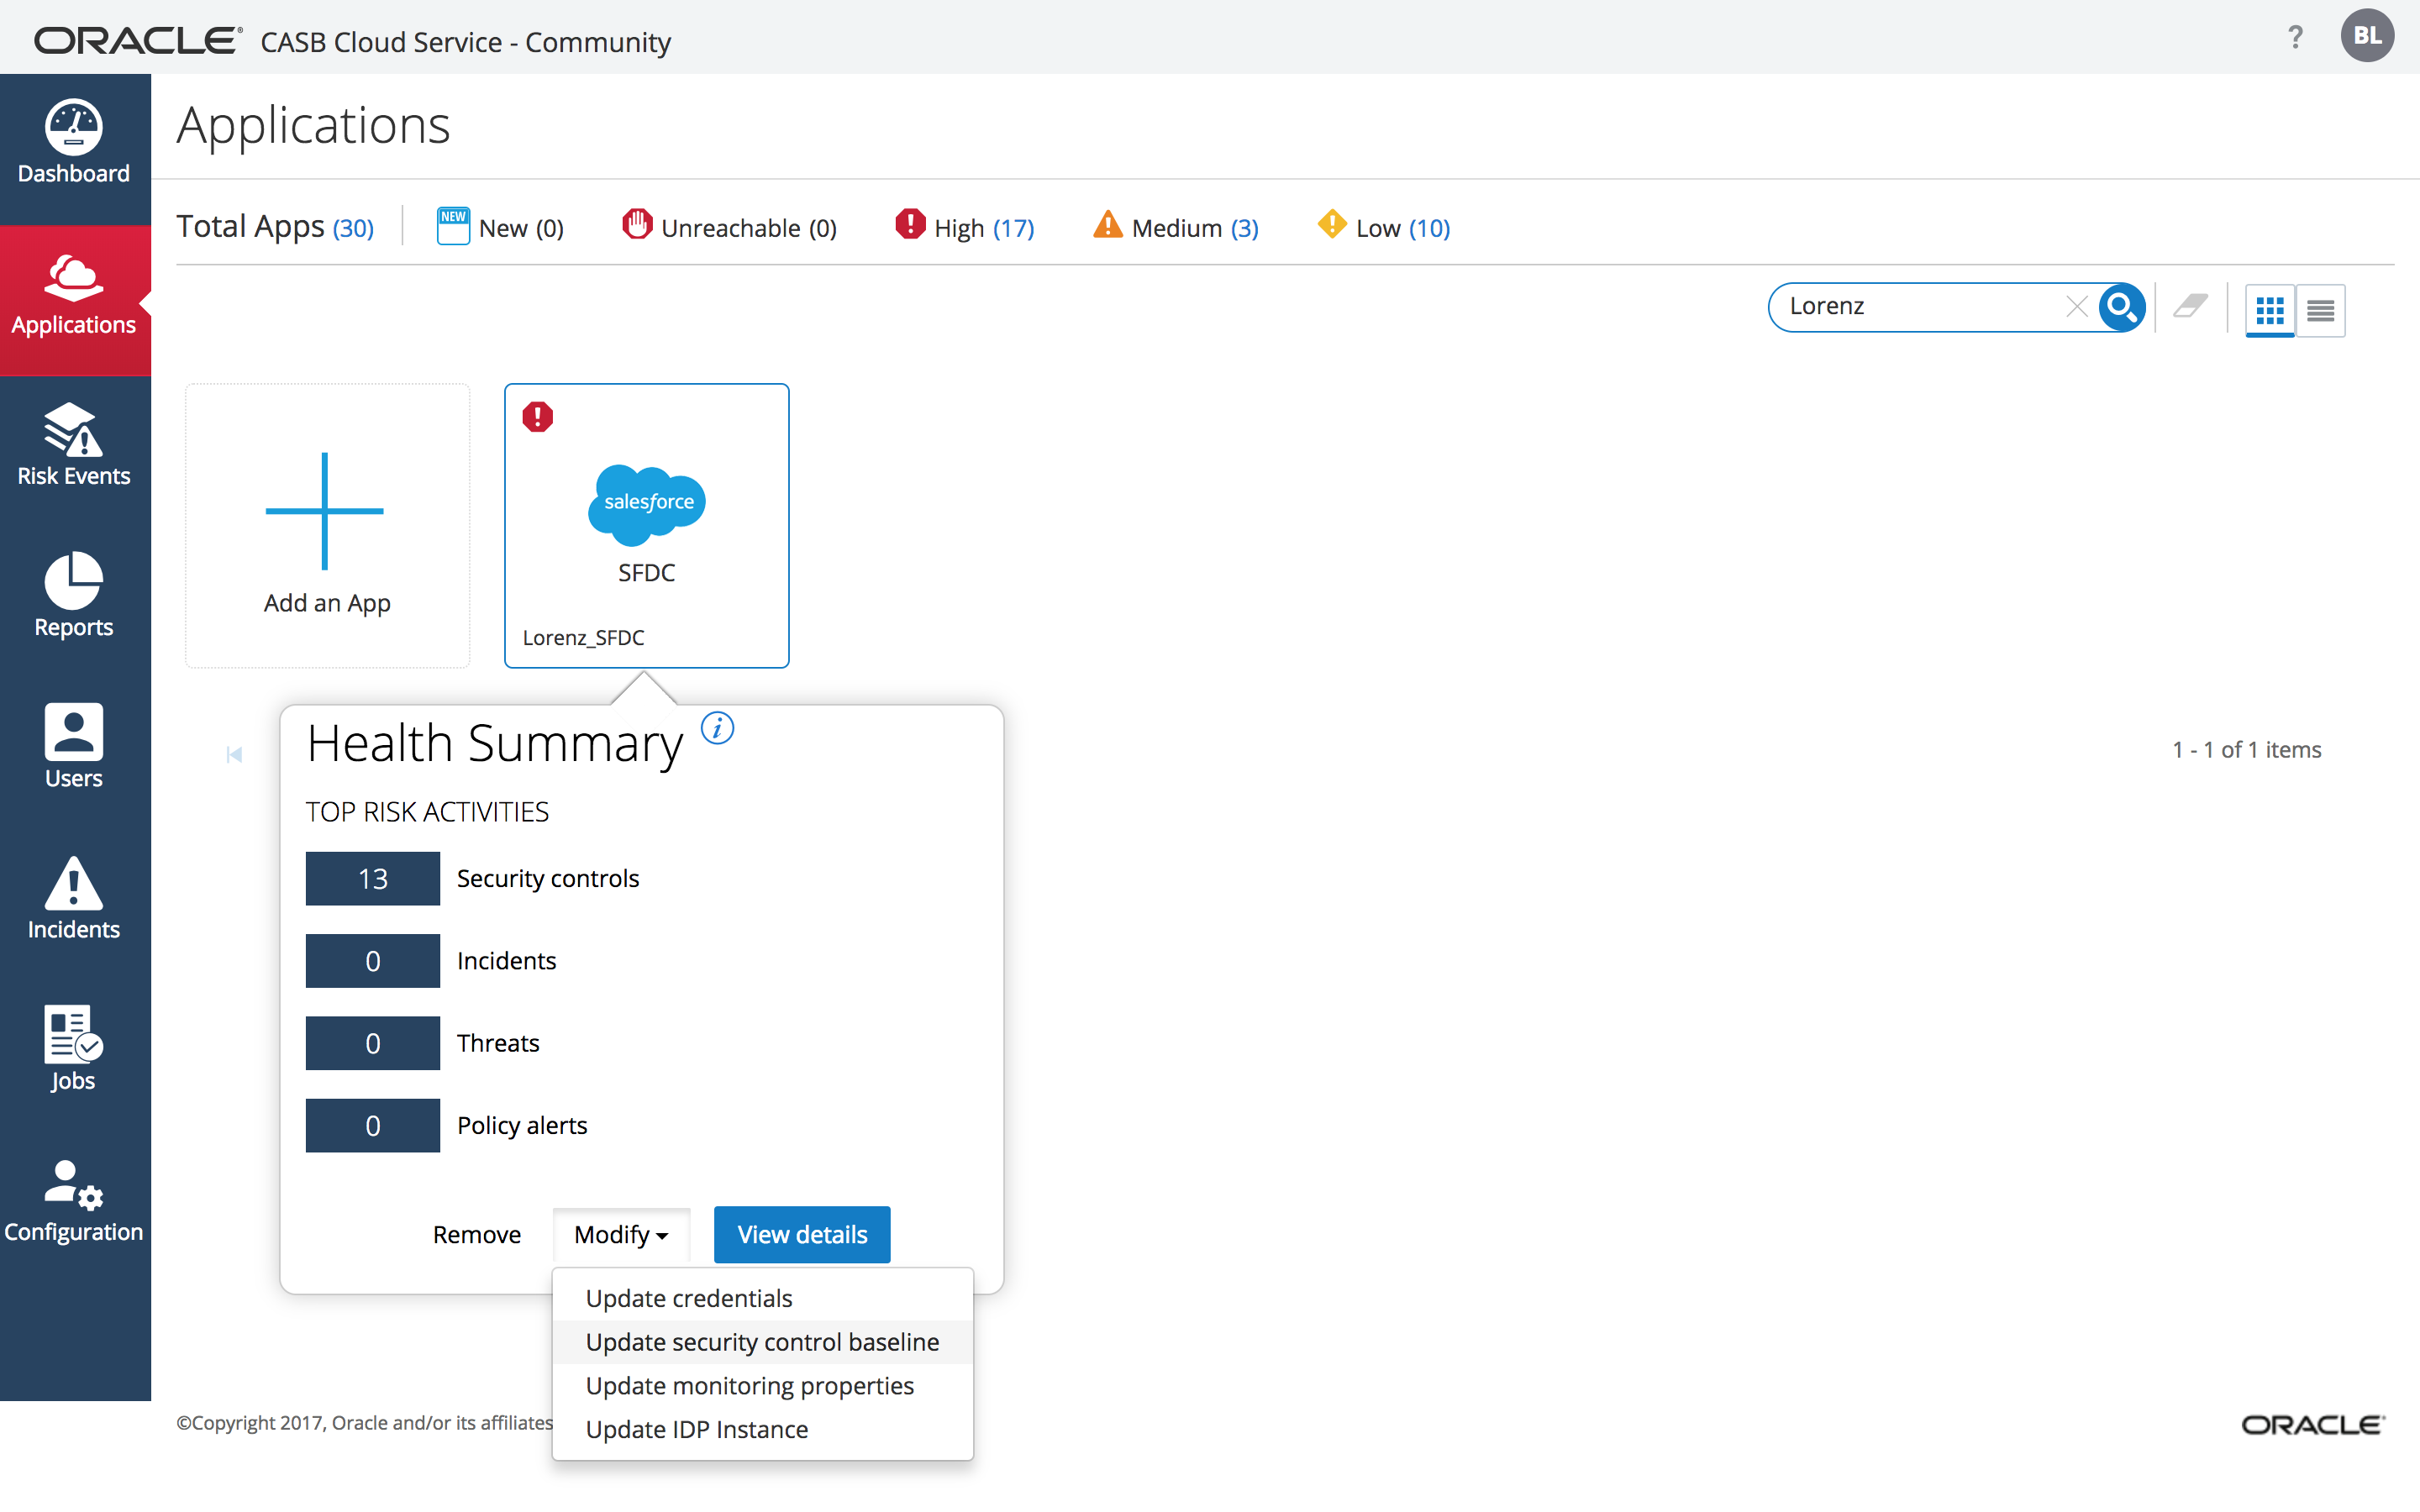 ORACLE® CASB Cloud Service - Community
? BL
Dashboard
Applications
Risk Events
Reports
Users
Incidents
Jobs
Configuration
Applications
Total Apps (30) NEW New (0) Unreachable (0) High (17) Medium (3) Low (10)
Lorenz
Add an App
salesforce
SFDC
Lorenz_SFDC
Health Summary i
TOP RISK ACTIVITIES
13 Security controls
0 Incidents
0 Threats
0 Policy alerts
Remove Modify View details
Update credentials
Update security control baseline
Update monitoring properties
Update IDP Instance
1 - 1 of 1 items
©Copyright 2017, Oracle and/or its affiliates
ORACLE®